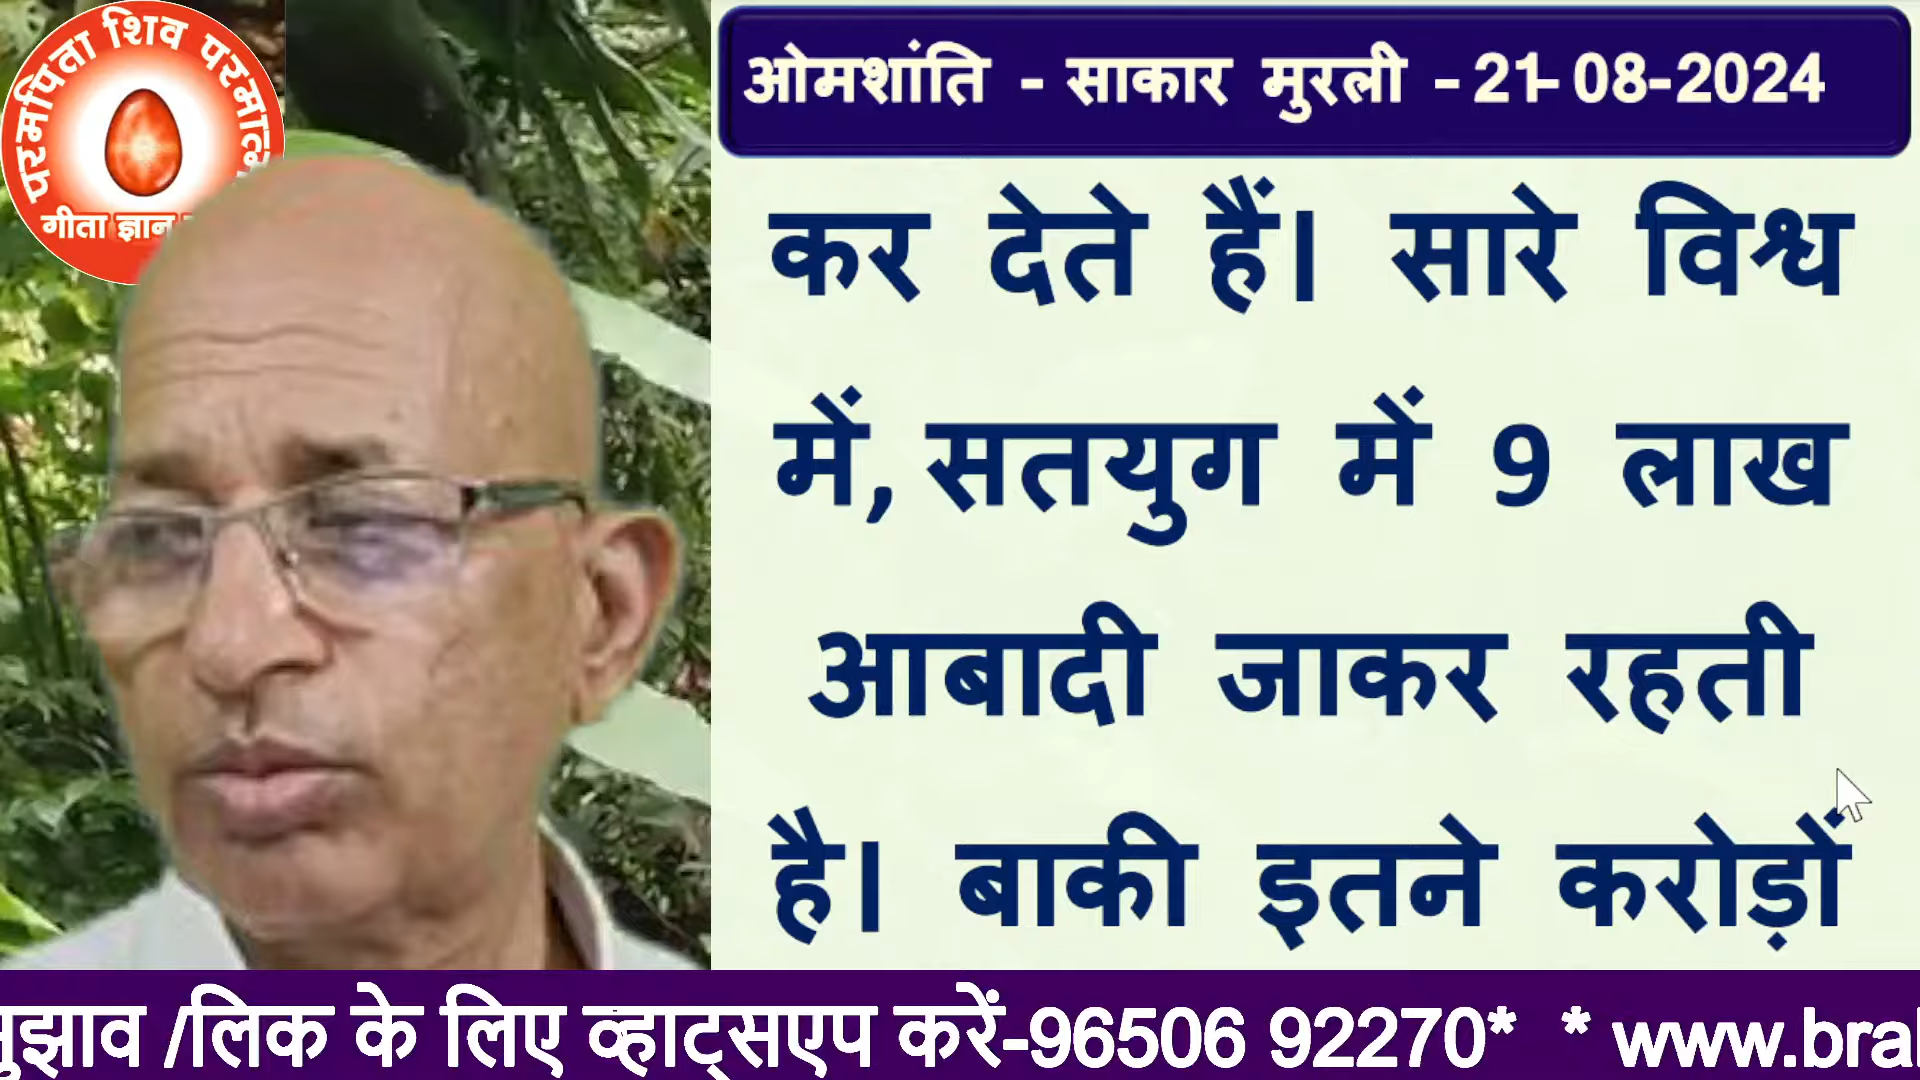 परमपिता शिव परमात्
गीता ज्ञान
ओमशांति - साकार मुरली - 21- 08-2024
कर देते हैं। सारे विश्व
में, सतयुग में 9 लाख
आबादी जाकर रहती
है। बाकी इतने करोड़ों
/लिंक के लिए व्हाट्सएप करें-96506 92270* * www.bra